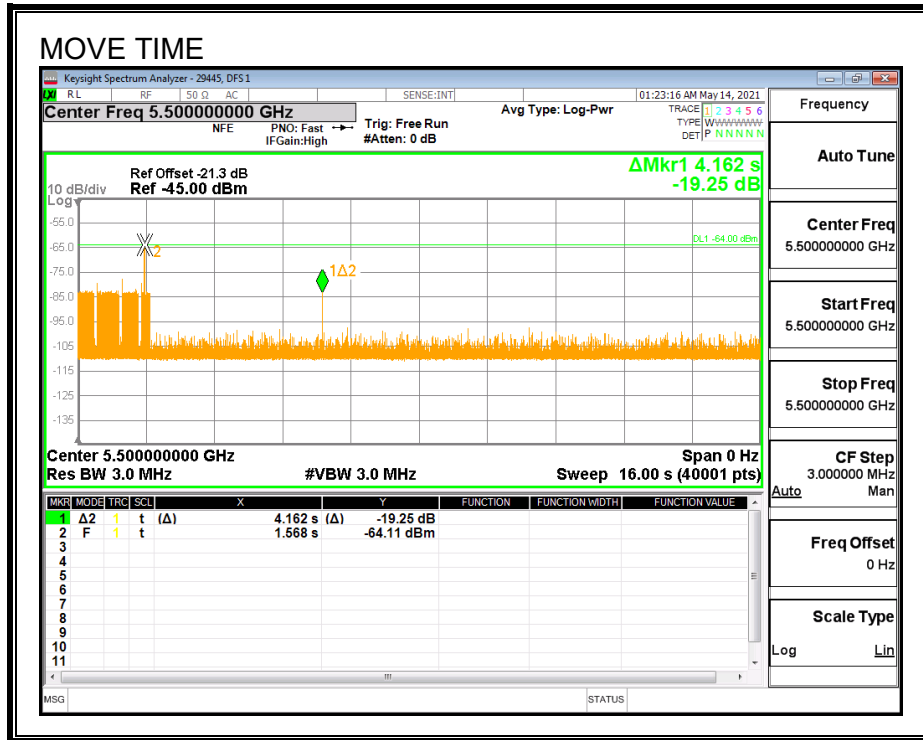 MOVE TIME
Keysight Spectrum Analyzer - 29445, DFS 1
LXI RL RF 50 Ω AC SENSE:INT 01:23:16 AM May 14, 2021
Center Freq 5.500000000 GHz Avg Type: Log-Pwr TRACE 1 2 3 4 5 6
NFE PNO: Fast Trig: Free Run TYPE WWWWWW
IFGain:High #Atten: 0 dB DET P N N N N N
Frequency
Auto Tune
Center Freq
5.500000000 GHz
Start Freq
5.500000000 GHz
Stop Freq
5.500000000 GHz
CF Step
3.000000 MHz
Auto Man
Freq Offset
0 Hz
Scale Type
Log Lin
ΔMkr1 4.162 s
-19.25 dB
Ref Offset -21.3 dB
10 dB/div Ref -45.00 dBm
Log
-55.0
DL1 -64.00 dBm
-65.0
2
-75.0
1Δ2
-85.0
-95.0
-105
-115
-125
-135
Center 5.500000000 GHz Span 0 Hz
Res BW 3.0 MHz #VBW 3.0 MHz Sweep 16.00 s (40001 pts)
MKR MODE TRC SCL X Y FUNCTION FUNCTION WIDTH FUNCTION VALUE
1 Δ2 1 t (Δ) 4.162 s (Δ) -19.25 dB
2 F 1 t 1.568 s -64.11 dBm
3
4
5
6
7
8
9
10
11
MSG STATUS